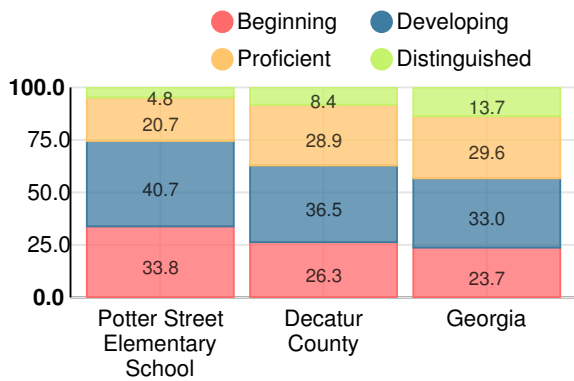 Beginning
Developing
Proficient
Distinguished
100.0
75.0
50.0
25.0
0.0
4.8
20.7
40.7
33.8
8.4
28.9
36.5
26.3
13.7
29.6
33.0
23.7
Potter Street
Elementary
School
Decatur
County
Georgia